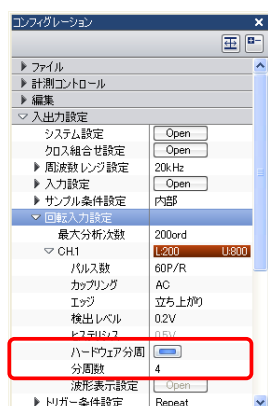 コンフィグレーション
ファイル
計測コントロール
編集
入出力設定
システム設定 Open
クロス組合せ設定 Open
周波数レンジ設定 20kHz
入力設定 Open
サンプル条件設定 内部
回転入力設定
最大分析次数 200ord
CH.1 L:200 U:800
パルス数 60P/R
カップリング AC
エッジ 立ち上がり
検出レベル 0.2V
ヒステリシス 0.5V
ハードウェア分周
分周数 4
波形表示設定 Open
トリガー条件設定 Repeat